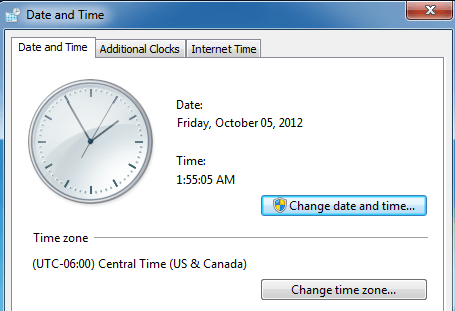 Date and Time
Date and Time Additional Clocks Internet Time
Date:
Friday, October 05, 2012
Time:
1:55:05 AM
Change date and time...
Time zone
(UTC-06:00) Central Time (US & Canada)
Change time zone...